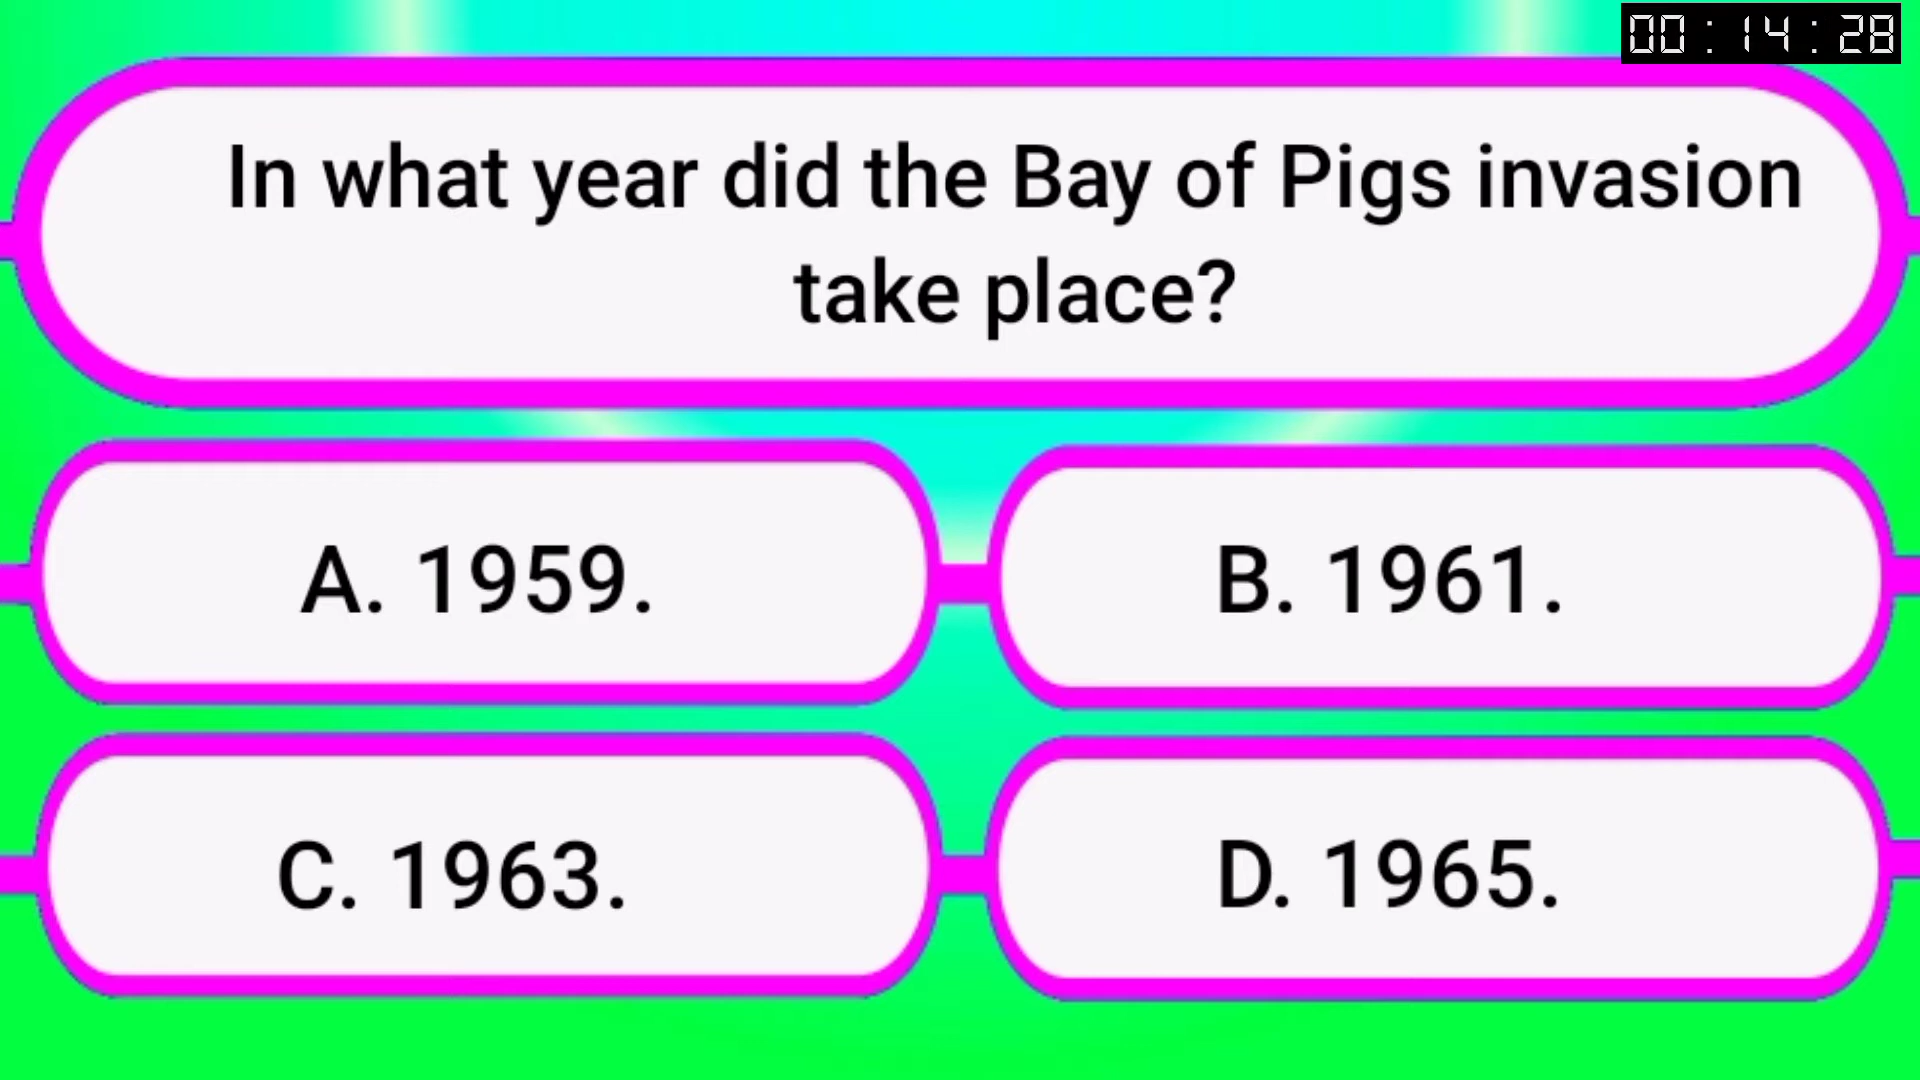 00:14:28
In what year did the Bay of Pigs invasion
take place?
A. 1959.
B. 1961.
C. 1963.
D. 1965.